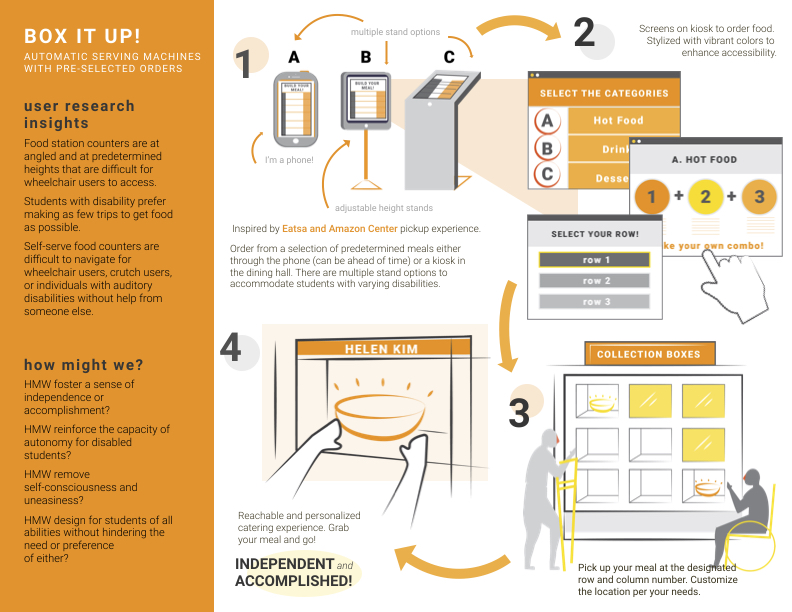 BOX IT UP!
AUTOMATIC SERVING MACHINES
WITH PRE-SELECTED ORDERS
user research
insights
Food station counters are at
angled and at predetermined
heights that are difficult for
wheelchair users to access.
Students with disability prefer
making as few trips to get food
as possible.
Self-serve food counters are
difficult to navigate for
wheelchair users, crutch users,
or individuals with auditory
disabilities without help from
someone else.
how might we?
HMW foster a sense of
independence or
accomplishment?
HMW reinforce the capacity of
autonomy for disabled
students?
HMW remove
self-consciousness and
uneasiness?
HMW design for students of all
abilities without hindering the
need or preference
of either?
1
multiple stand options
A
B
C
BUILD YOUR
MEAL!
BUILD YOUR
MEAL!
I'm a phone!
adjustable height stands
Inspired by Eatsa and Amazon Center pickup experience.
Order from a selection of predetermined meals either
through the phone (can be ahead of time) or a kiosk in
the dining hall. There are multiple stand options to
accommodate students with varying disabilities.
2
Screens on kiosk to order food.
Stylized with vibrant colors to
enhance accessibility.
SELECT THE CATEGORIES
A Hot Food
B Drin
C Desse
A. HOT FOOD
1 + 2 + 3
ke your own combo!
SELECT YOUR ROW!
row 1
row 2
row 3
3
COLLECTION BOXES
Pick up your meal at the designated
row and column number. Customize
the location per your needs.
4
HELEN KIM
Reachable and personalized
catering experience. Grab
your meal and go!
INDEPENDENT and
ACCOMPLISHED!